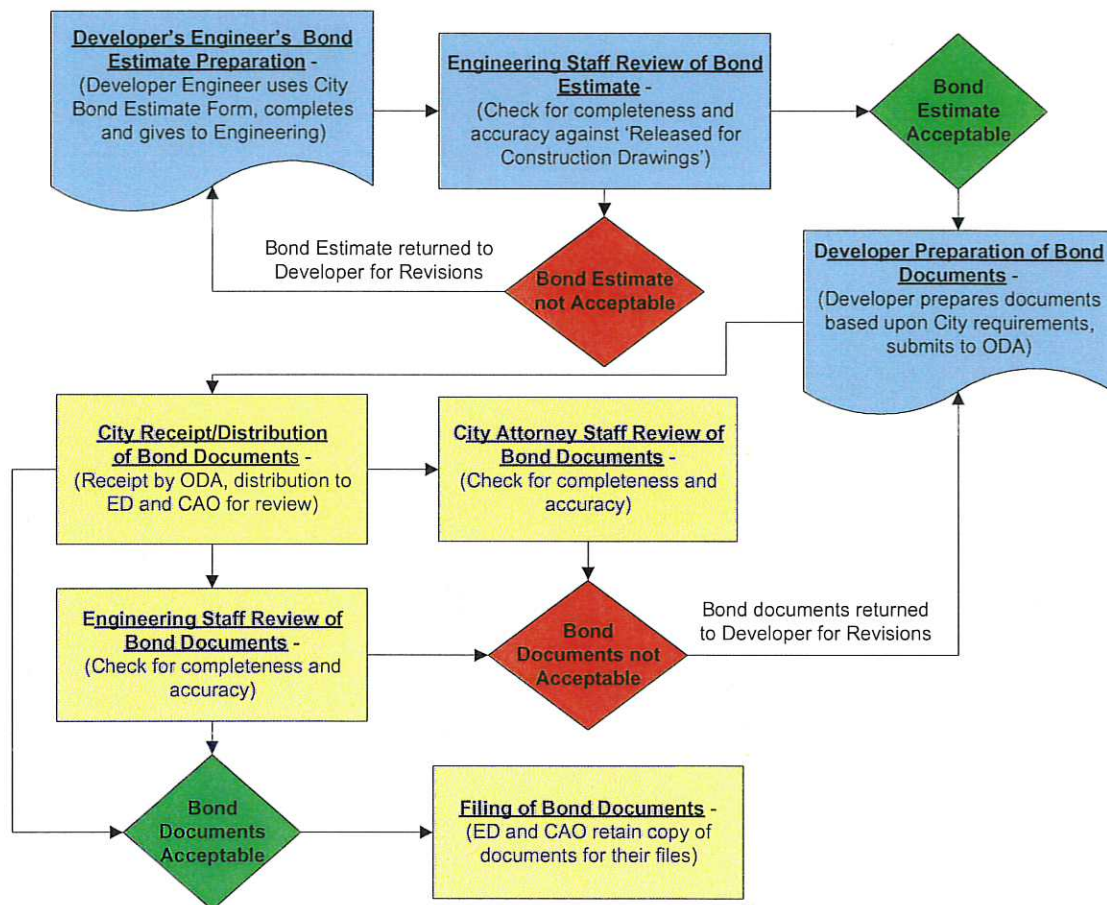 Developer's Engineer's Bond
Estimate Preparation -
(Developer Engineer uses City
Bond Estimate Form, completes
and gives to Engineering)
Engineering Staff Review of Bond
Estimate -
(Check for completeness and
accuracy against 'Released for
Construction Drawings')
Bond
Estimate
Acceptable
Bond Estimate returned to
Developer for Revisions
Bond Estimate
not Acceptable
Developer Preparation of Bond
Documents -
(Developer prepares documents
based upon City requirements,
submits to ODA)
City Receipt/Distribution
of Bond Documents -
(Receipt by ODA, distribution to
ED and CAO for review)
City Attorney Staff Review of
Bond Documents -
(Check for completeness and
accuracy)
Engineering Staff Review of
Bond Documents -
(Check for completeness and
accuracy)
Bond
Documents not
Acceptable
Bond documents returned
to Developer for Revisions
Bond
Documents
Acceptable
Filing of Bond Documents -
(ED and CAO retain copy of
documents for their files)